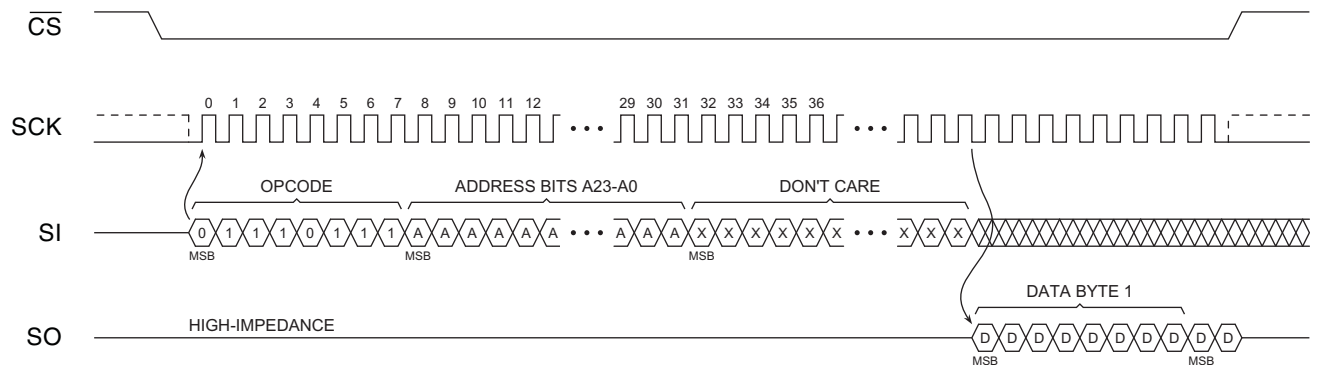 CS
0 1 2 3 4 5 6 7 8 9 10 11 12 29 30 31 32 33 34 35 36
SCK
OPCODE ADDRESS BITS A23-A0 DON'T CARE
SI 0 1 1 1 0 1 1 1 A A A A A A A A A X X X X X X X X X
MSB MSB MSB
DATA BYTE 1
HIGH-IMPEDANCE
SO D D D D D D D D D D
MSB MSB